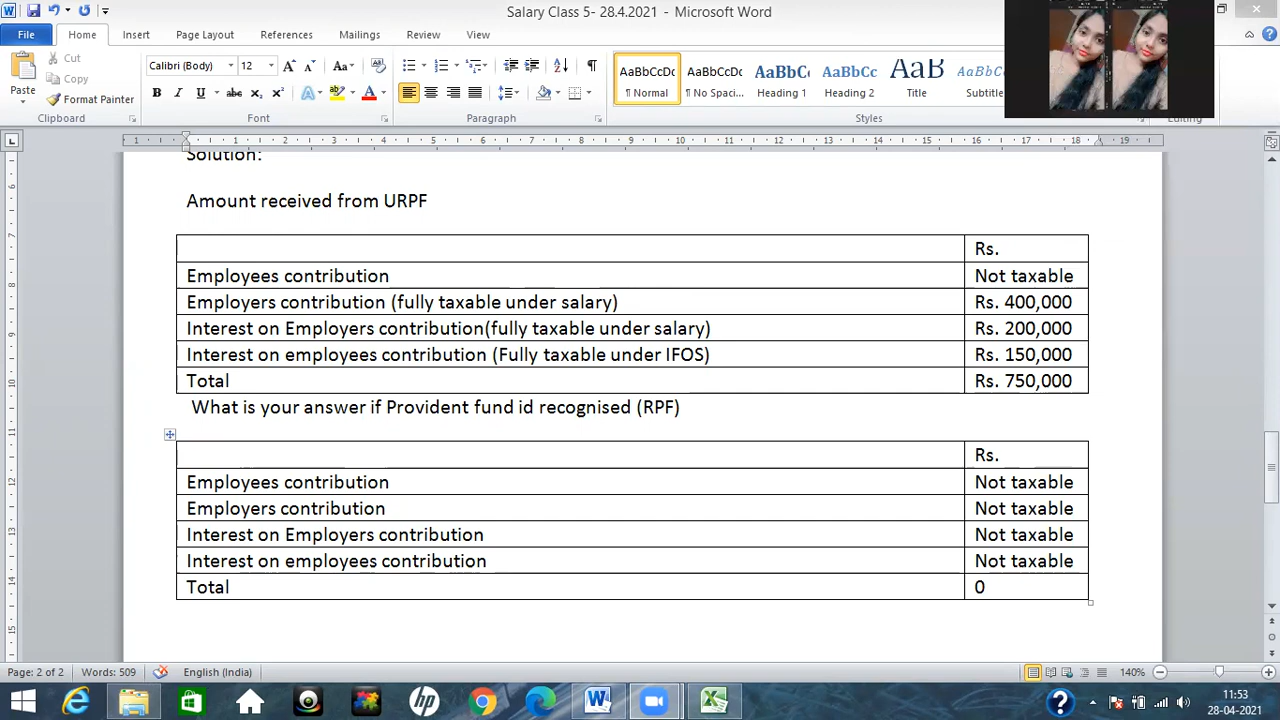 Salary Class 5- 28.4.2021 - Microsoft Word
File Home Insert Page Layout References Mailings Review View
Cut
Copy
Format Painter
Paste
Calibri (Body) 12
AaBbCcDc AaBbCcDc AaBbC AaBbCc AaB AaBbCc
¶ Normal ¶ No Spaci... Heading 1 Heading 2 Title Subtitle
Clipboard Font Paragraph Styles Editing
Solution:
Amount received from URPF
Rs.
Employees contribution Not taxable
Employers contribution (fully taxable under salary) Rs. 400,000
Interest on Employers contribution(fully taxable under salary) Rs. 200,000
Interest on employees contribution (Fully taxable under IFOS) Rs. 150,000
Total Rs. 750,000
What is your answer if Provident fund id recognised (RPF)
Rs.
Employees contribution Not taxable
Employers contribution Not taxable
Interest on Employers contribution Not taxable
Interest on employees contribution Not taxable
Total 0
Page: 2 of 2 Words: 509 English (India) 140%
11:53
28-04-2021